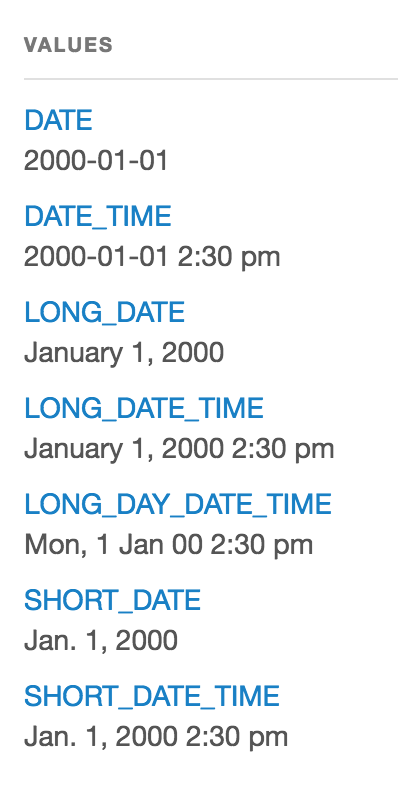 VALUES
DATE
2000-01-01
DATE_TIME
2000-01-01 2:30 pm
LONG_DATE
January 1, 2000
LONG_DATE_TIME
January 1, 2000 2:30 pm
LONG_DAY_DATE_TIME
Mon, 1 Jan 00 2:30 pm
SHORT_DATE
Jan. 1, 2000
SHORT_DATE_TIME
Jan. 1, 2000 2:30 pm